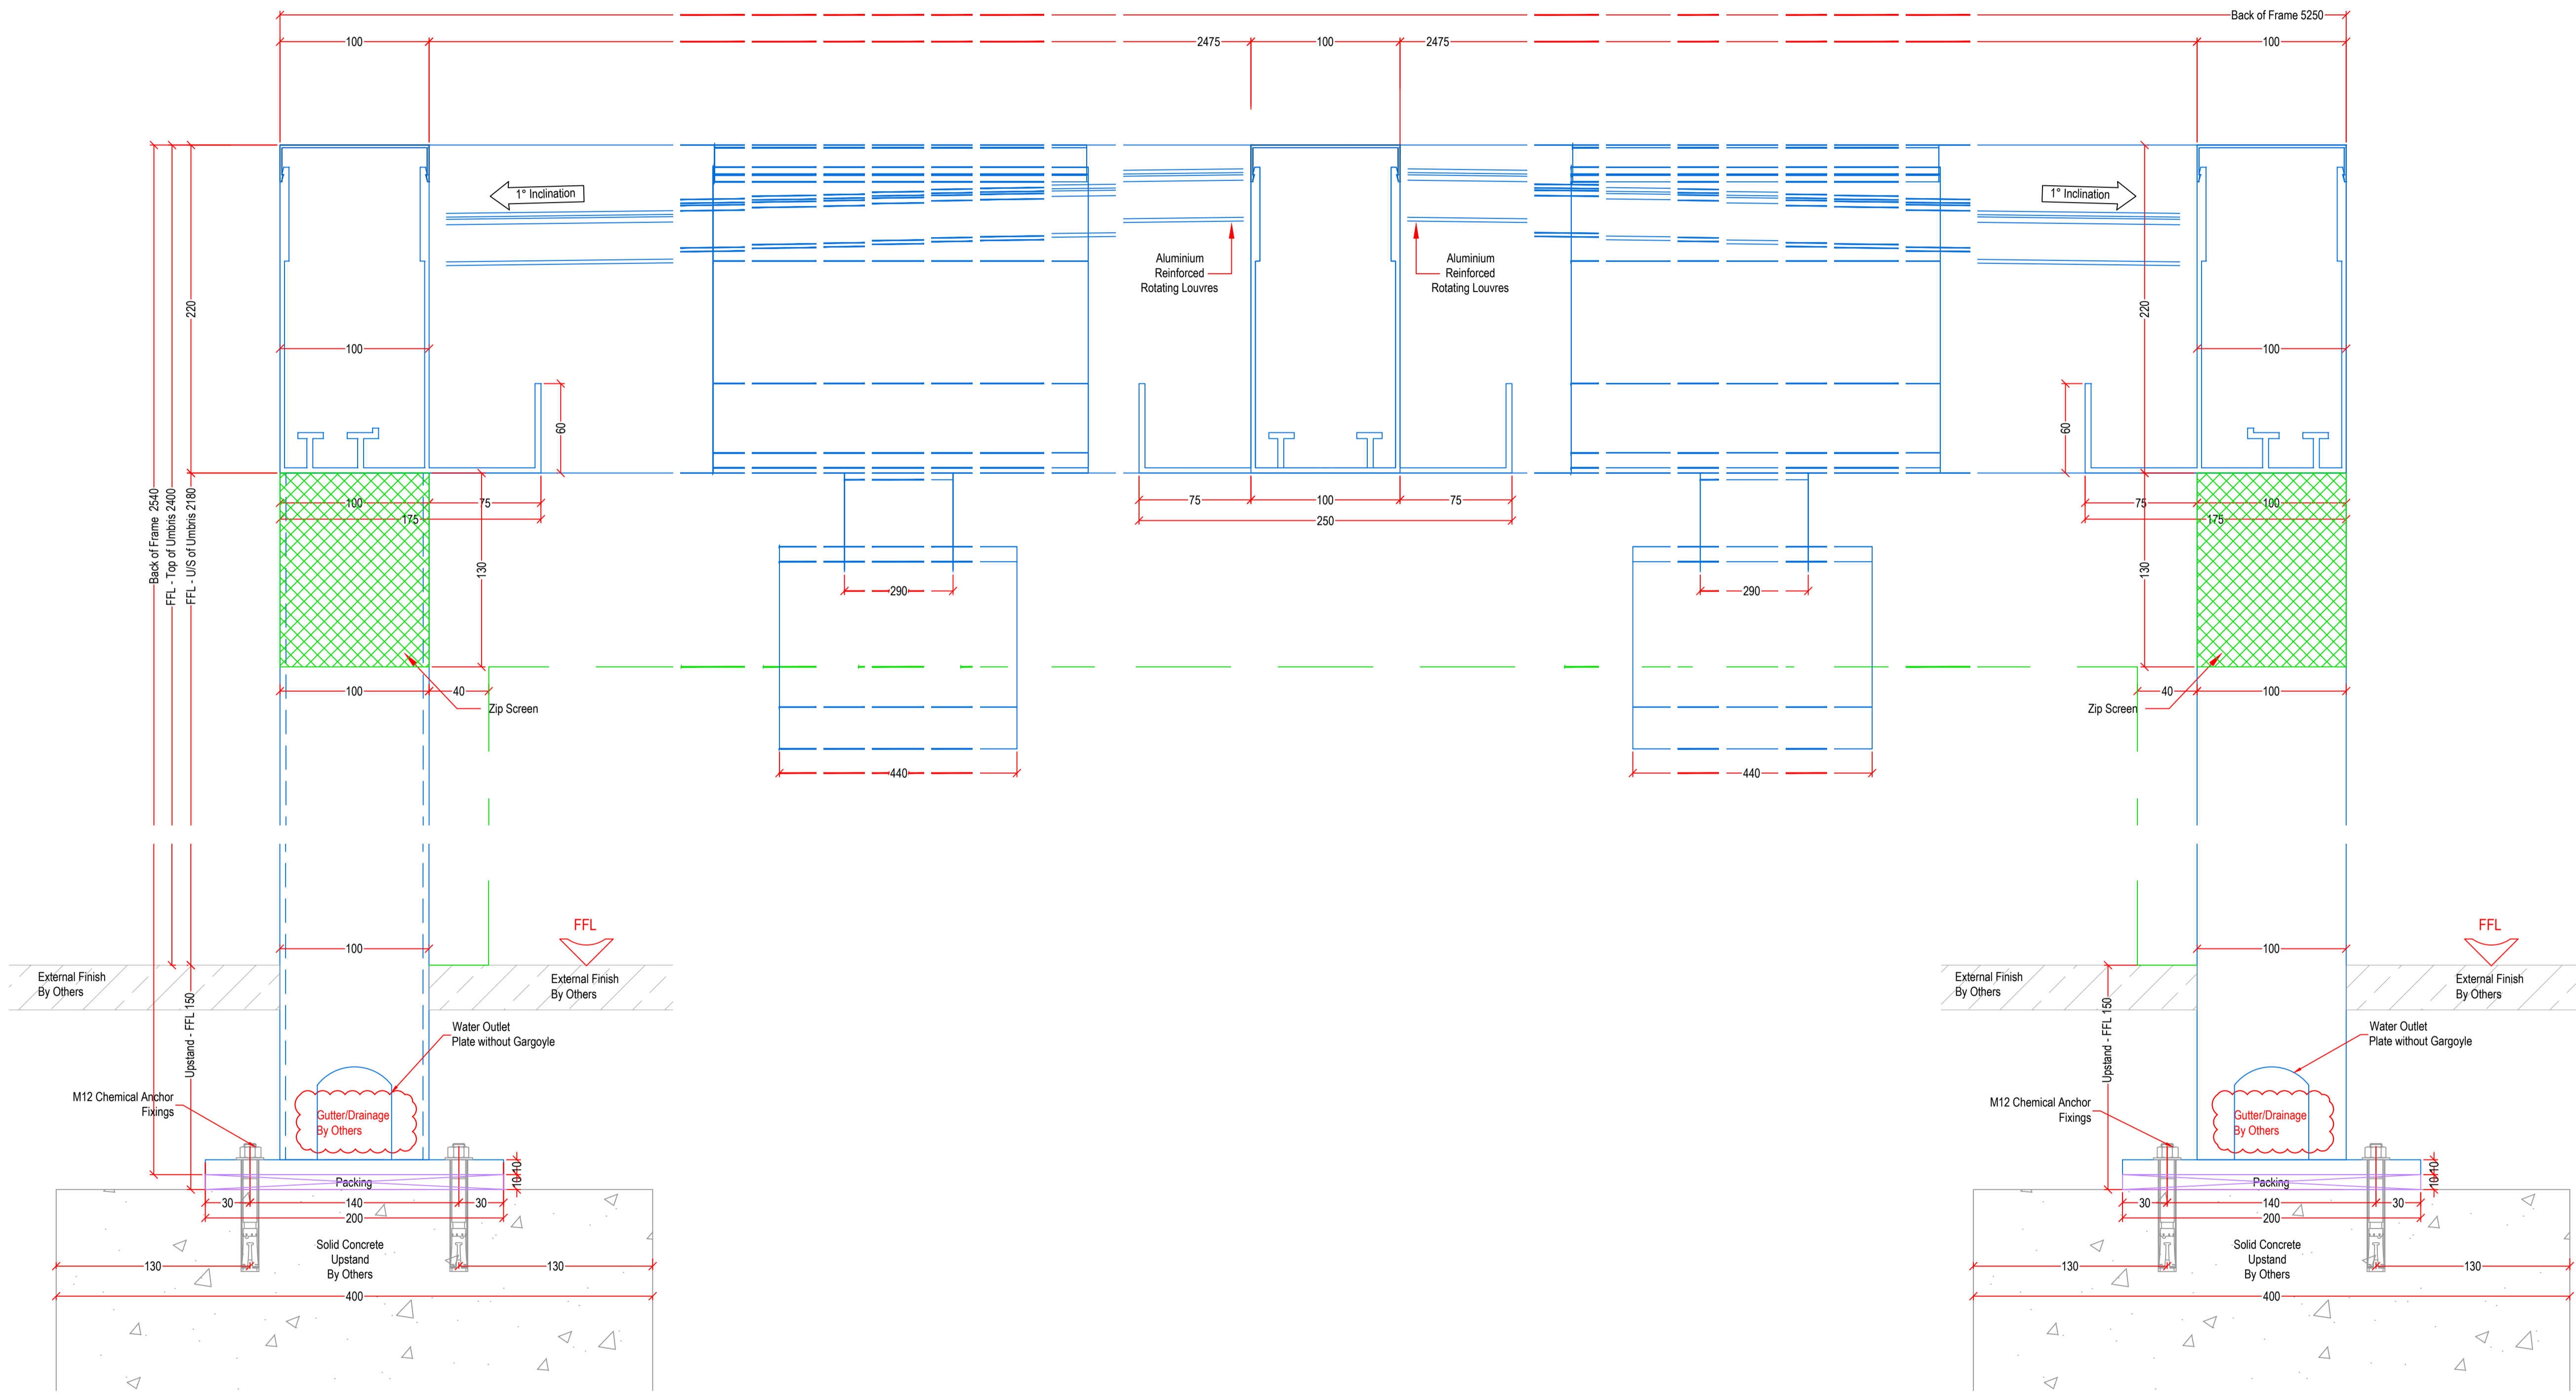 Back of Frame 5250
100
2475
100
2475
100
1° Inclination
1° Inclination
Aluminium
Reinforced
Rotating Louvres
Aluminium
Reinforced
Rotating Louvres
220
220
100
100
60
60
Back of Frame 2540
FFL - Top of Umbris 2400
FFL - U/S of Umbris 2180
100
75
175
75
100
75
250
75
100
175
130
130
290
290
100
40
40
100
Zip Screen
Zip Screen
440
440
FFL
FFL
100
100
External Finish
By Others
External Finish
By Others
External Finish
By Others
External Finish
By Others
Upstand - FFL 150
Upstand - FFL 150
Water Outlet
Plate without Gargoyle
Water Outlet
Plate without Gargoyle
M12 Chemical Anchor
Fixings
M12 Chemical Anchor
Fixings
Gutter/Drainage
By Others
Gutter/Drainage
By Others
10
10
10
10
Packing
Packing
30
140
30
200
30
140
30
200
Solid Concrete
Upstand
By Others
Solid Concrete
Upstand
By Others
130
130
130
130
400
400